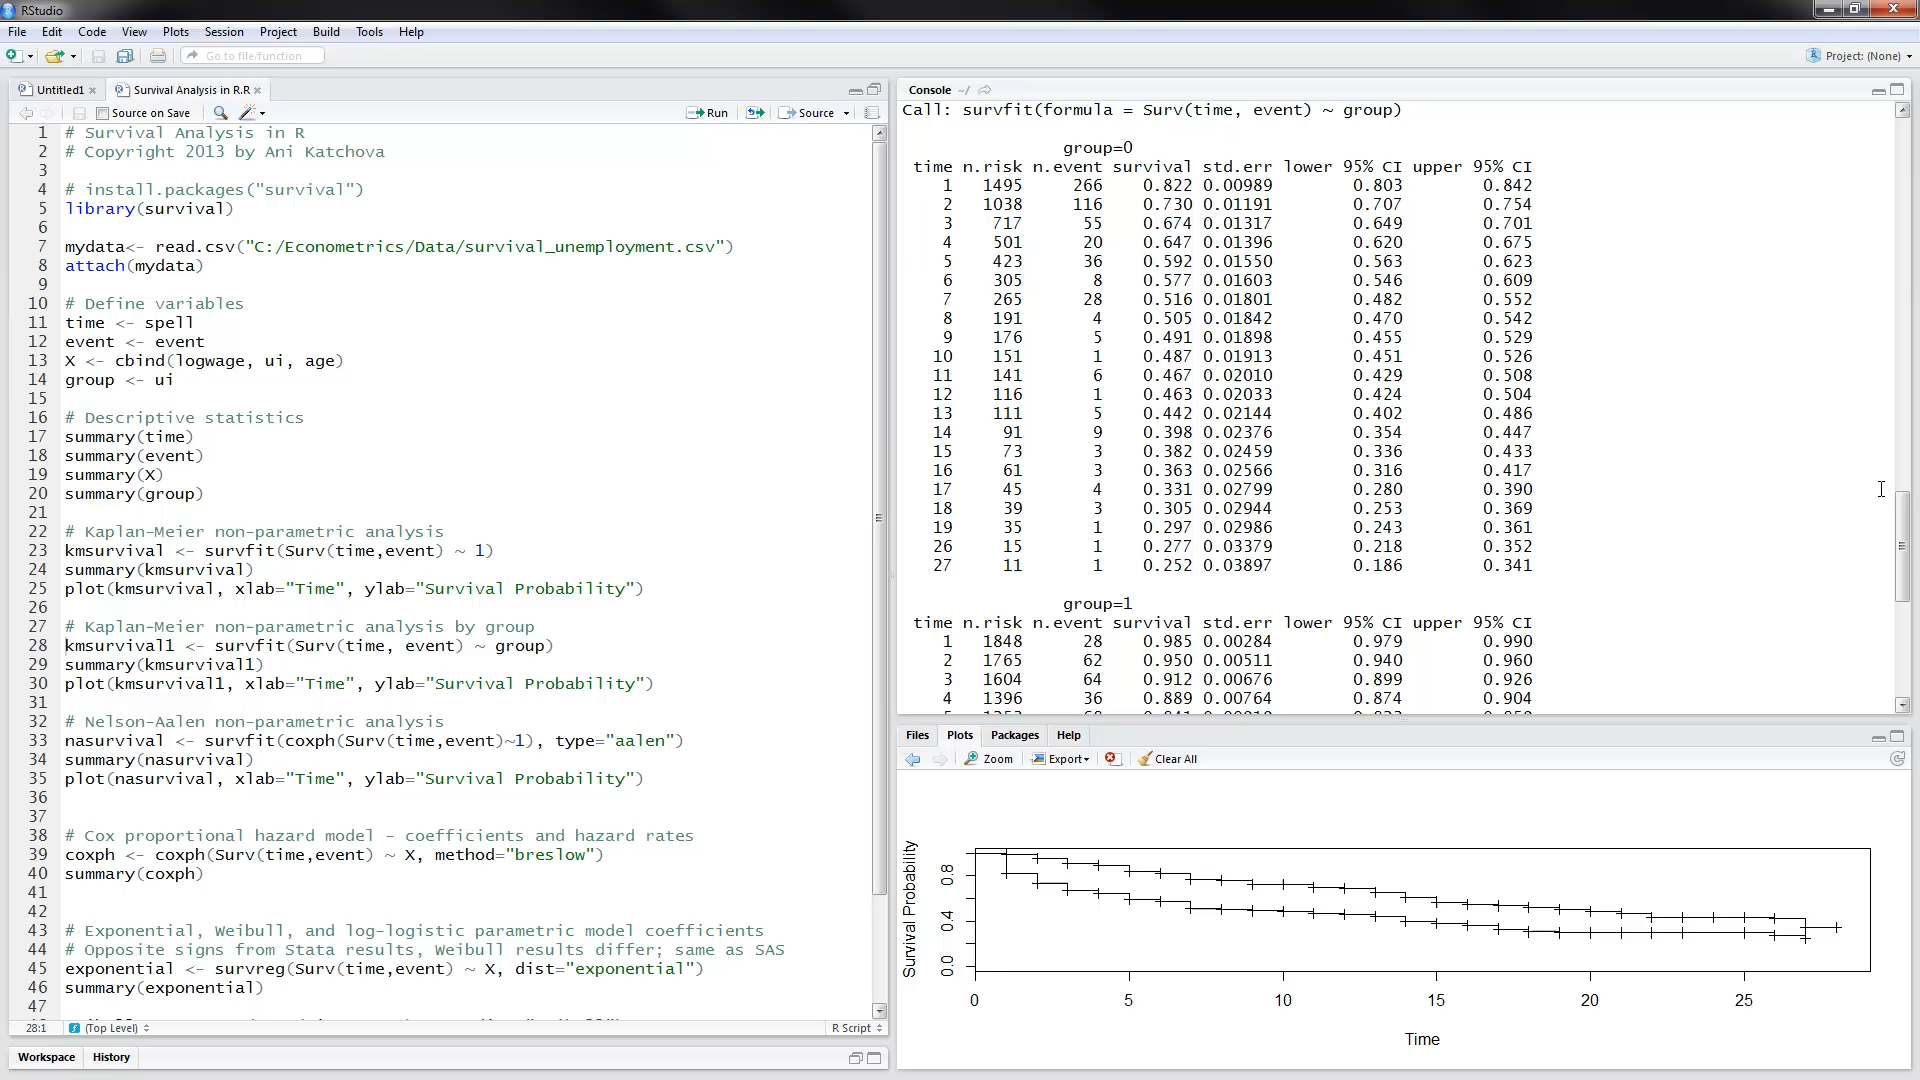 RStudio
File Edit Code View Plots Session Project Build Tools Help
Go to file/function
Project: (None)
Untitled1
Survival Analysis in R.R
Source on Save
Run
Source
1 # Survival Analysis in R
2 # Copyright 2013 by Ani Katchova
3
4 # install.packages("survival")
5 library(survival)
6
7 mydata<- read.csv("C:/Econometrics/Data/survival_unemployment.csv")
8 attach(mydata)
9
10 # Define variables
11 time <- spell
12 event <- event
13 X <- cbind(logwage, ui, age)
14 group <- ui
15
16 # Descriptive statistics
17 summary(time)
18 summary(event)
19 summary(X)
20 summary(group)
21
22 # Kaplan-Meier non-parametric analysis
23 kmsurvival <- survfit(Surv(time,event) ~ 1)
24 summary(kmsurvival)
25 plot(kmsurvival, xlab="Time", ylab="Survival Probability")
26
27 # Kaplan-Meier non-parametric analysis by group
28 kmsurvival1 <- survfit(Surv(time, event) ~ group)
29 summary(kmsurvival1)
30 plot(kmsurvival1, xlab="Time", ylab="Survival Probability")
31
32 # Nelson-Aalen non-parametric analysis
33 nasurvival <- survfit(coxph(Surv(time,event)~1), type="aalen")
34 summary(nasurvival)
35 plot(nasurvival, xlab="Time", ylab="Survival Probability")
36
37
38 # Cox proportional hazard model - coefficients and hazard rates
39 coxph <- coxph(Surv(time,event) ~ X, method="breslow")
40 summary(coxph)
41
42
43 # Exponential, Weibull, and log-logistic parametric model coefficients
44 # Opposite signs from Stata results, Weibull results differ; same as SAS
45 exponential <- survreg(Surv(time,event) ~ X, dist="exponential")
46 summary(exponential)
47
28:1 (Top Level) R Script
Workspace History
Console ~/
Call: survfit(formula = Surv(time, event) ~ group)
group=0
time n.risk n.event survival std.err lower 95% CI upper 95% CI
1 1495 266 0.822 0.00989 0.803 0.842
2 1038 116 0.730 0.01191 0.707 0.754
3 717 55 0.674 0.01317 0.649 0.701
4 501 20 0.647 0.01396 0.620 0.675
5 423 36 0.592 0.01550 0.563 0.623
6 305 8 0.577 0.01603 0.546 0.609
7 265 28 0.516 0.01801 0.482 0.552
8 191 4 0.505 0.01842 0.470 0.542
9 176 5 0.491 0.01898 0.455 0.529
10 151 1 0.487 0.01913 0.451 0.526
11 141 6 0.467 0.02010 0.429 0.508
12 116 1 0.463 0.02033 0.424 0.504
13 111 5 0.442 0.02144 0.402 0.486
14 91 9 0.398 0.02376 0.354 0.447
15 73 3 0.382 0.02459 0.336 0.433
16 61 3 0.363 0.02566 0.316 0.417
17 45 4 0.331 0.02799 0.280 0.390
18 39 3 0.305 0.02944 0.253 0.369
19 35 1 0.297 0.02986 0.243 0.361
26 15 1 0.277 0.03379 0.218 0.352
27 11 1 0.252 0.03897 0.186 0.341
group=1
time n.risk n.event survival std.err lower 95% CI upper 95% CI
1 1848 28 0.985 0.00284 0.979 0.990
2 1765 62 0.950 0.00511 0.940 0.960
3 1604 64 0.912 0.00676 0.899 0.926
4 1396 36 0.889 0.00764 0.874 0.904
Files Plots Packages Help
Zoom Export Clear All
Survival Probability
0.8
0.4
0.0
0 5 10 15 20 25
Time